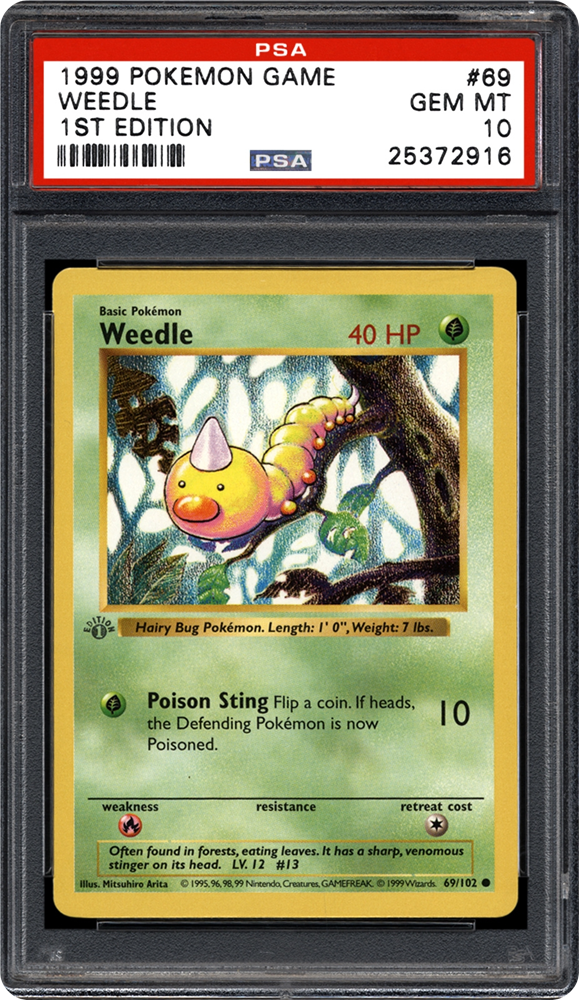 PSA
1999 POKEMON GAME #69
WEEDLE GEM MT
1ST EDITION 10
PSA 25372916
Basic Pokémon
Weedle 40 HP
EDITION 1
Hairy Bug Pokémon. Length: 1' 0", Weight: 7 lbs.
Poison Sting Flip a coin. If heads, 10
the Defending Pokémon is now
Poisoned.
weakness resistance retreat cost
Often found in forests, eating leaves. It has a sharp, venomous
stinger on its head. LV. 12 #13
Illus. Mitsuhiro Arita © 1995, 96, 98, 99 Nintendo, Creatures, GAMEFREAK. © 1999 Wizards. 69/102 ●